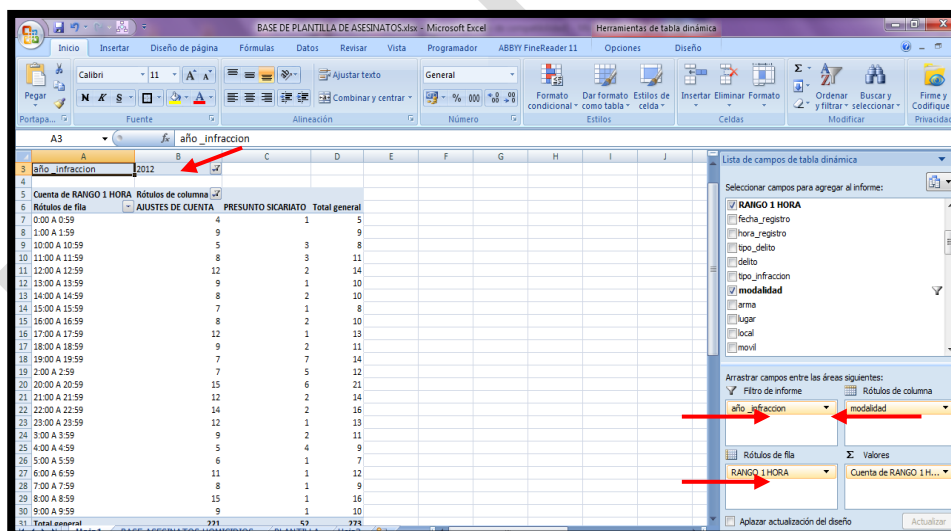 BASE DE PLANTILLA DE ASESINATOS.xlsx - Microsoft Excel
Herramientas de tabla dinámica
Inicio Insertar Diseño de página Fórmulas Datos Revisar Vista Programador ABBYY FineReader 11 Opciones Diseño
Pegar
Calibri 11
N K S
Ajustar texto
Combinar y centrar
General
% 000
Formato condicional
Dar formato como tabla
Estilos de celda
Insertar Eliminar Formato
Ordenar y filtrar
Buscar y seleccionar
Firme y
Portapa... Fuente Alineación Número Estilos Celdas Modificar Privacidad
A3 fx año _infraccion
A B C D E F G H I J
3 año _infraccion 2012
4
5 Cuenta de RANGO 1 HORA Rótulos de columna
6 Rótulos de fila AJUSTES DE CUENTA PRESUNTO SICARIATO Total general
7 0:00 A 0:59 4 1 5
8 1:00 A 1:59 9 9
9 10:00 A 10:59 5 3 8
10 11:00 A 11:59 8 3 11
11 12:00 A 12:59 12 2 14
12 13:00 A 13:59 9 1 10
13 14:00 A 14:59 8 2 10
14 15:00 A 15:59 7 1 8
15 16:00 A 16:59 8 2 10
16 17:00 A 17:59 12 1 13
17 18:00 A 18:59 9 2 11
18 19:00 A 19:59 7 7 14
19 2:00 A 2:59 7 5 12
20 20:00 A 20:59 15 6 21
21 21:00 A 21:59 12 2 14
22 22:00 A 22:59 14 2 16
23 23:00 A 23:59 12 1 13
24 3:00 A 3:59 9 2 11
25 4:00 A 4:59 5 4 9
26 5:00 A 5:59 6 1 7
27 6:00 A 6:59 11 1 12
28 7:00 A 7:59 8 1 9
29 8:00 A 8:59 15 1 16
30 9:00 A 9:59 9 1 10
31 Total general 221 52 273
Lista de campos de tabla dinámica
Seleccionar campos para agregar al informe:
RANGO 1 HORA
fecha_registro
hora_registro
tipo_delito
delito
tipo_infraccion
modalidad
arma
lugar
local
movil
Arrastrar campos entre las áreas siguientes:
Filtro de informe Rótulos de columna
año _infraccion modalidad
Rótulos de fila Σ Valores
RANGO 1 HORA Cuenta de RANGO 1 H...
Aplazar actualización del diseño Actualizar